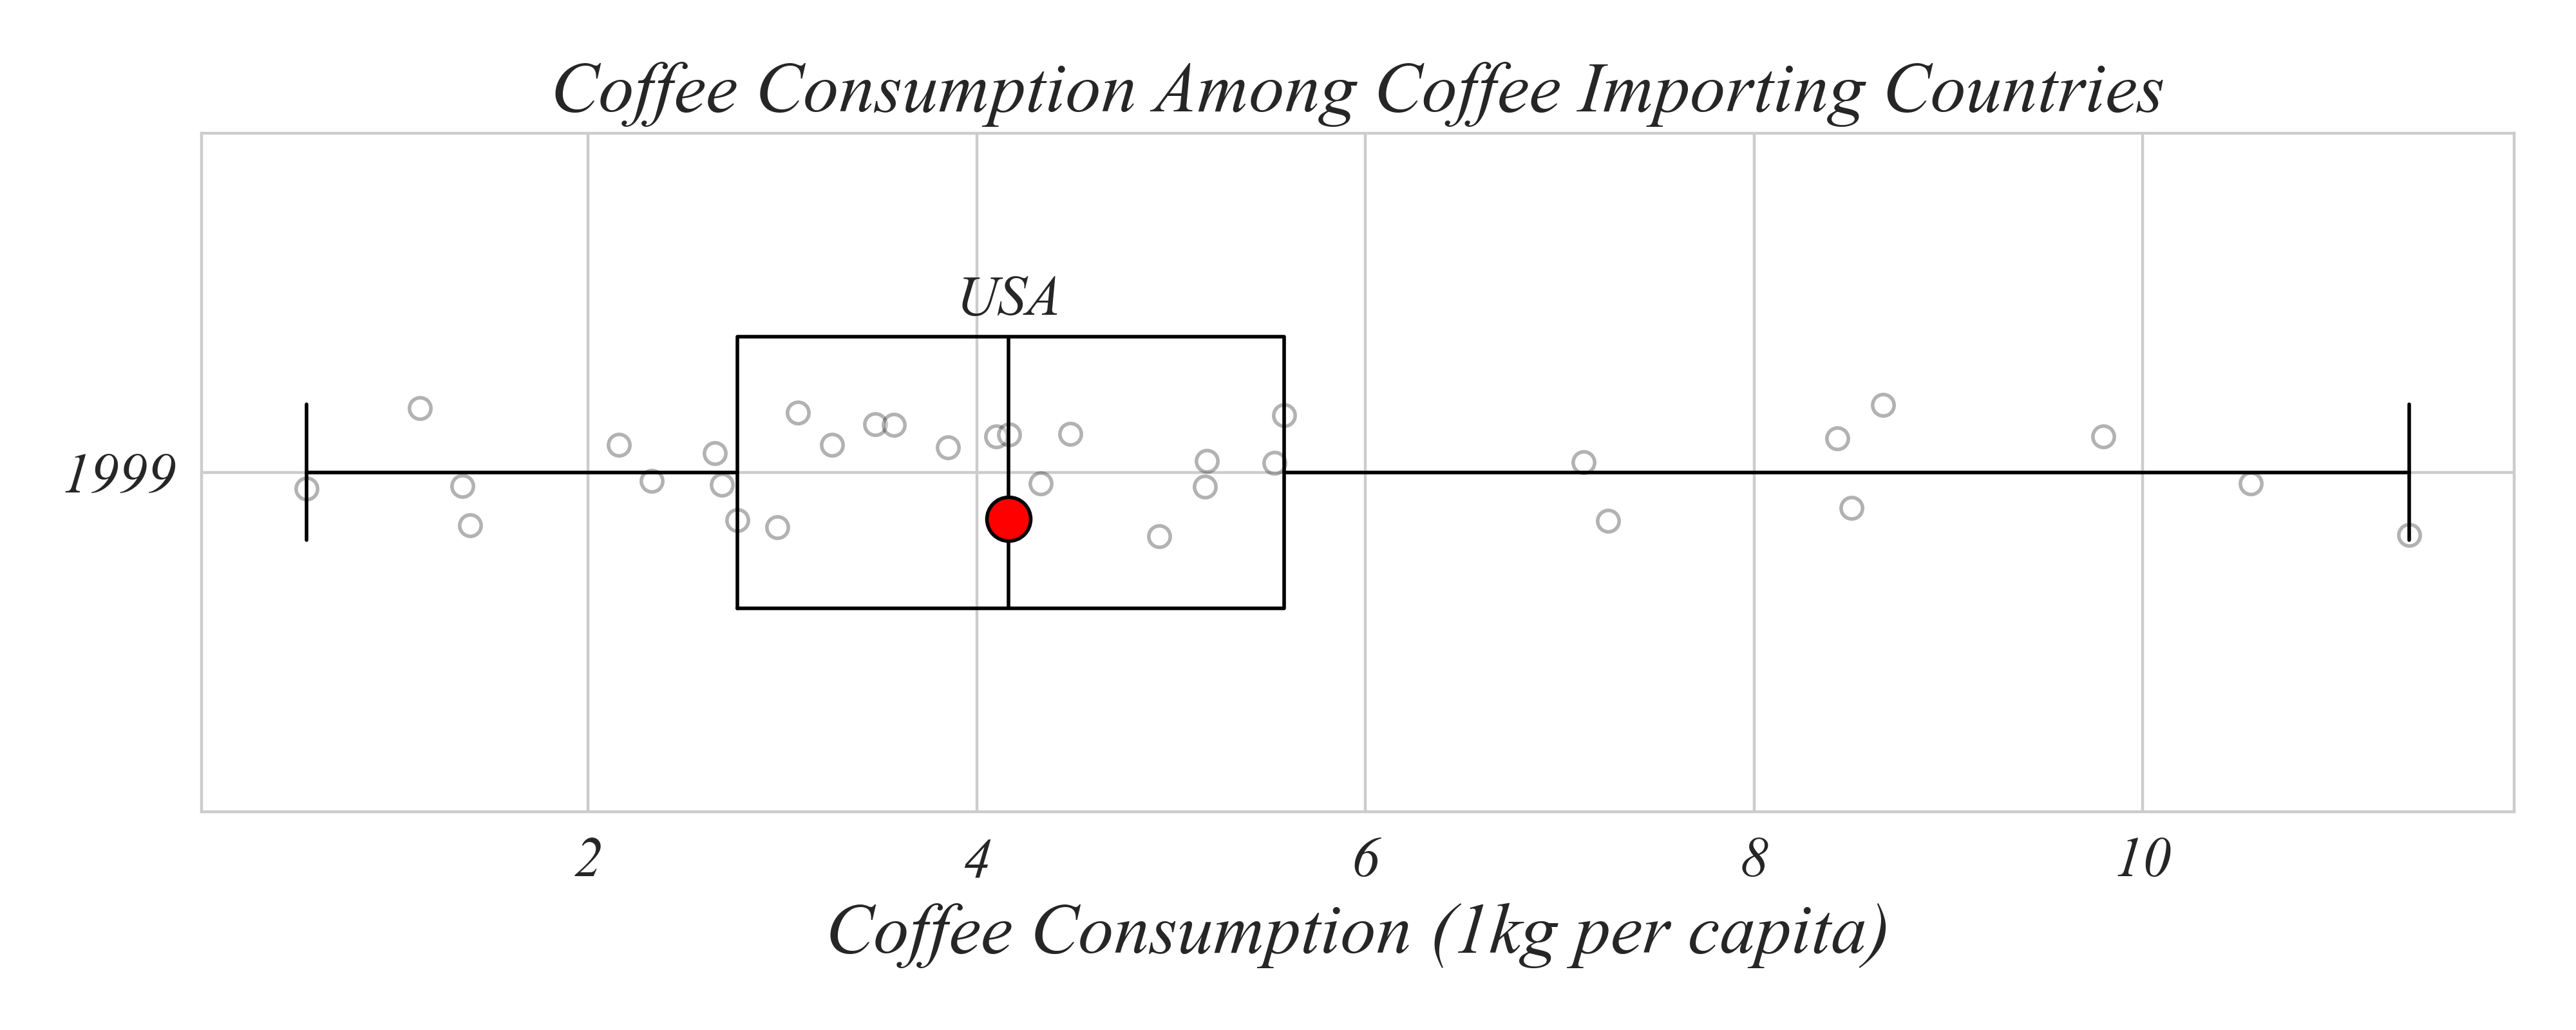 Coffee Consumption Among Coffee Importing Countries
USA
1999
2 4 6 8 10
Coffee Consumption (1kg per capita)